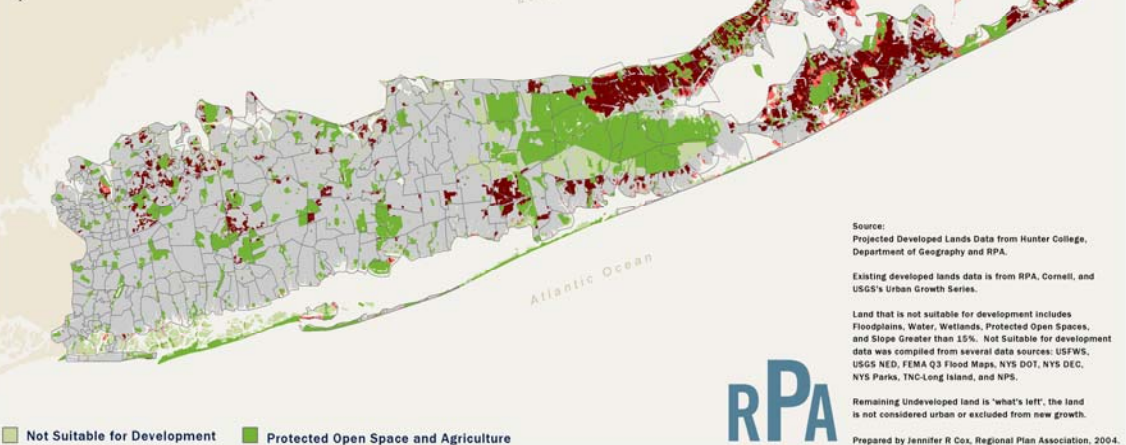 Atlantic Ocean
Source:
Projected Developed Lands Data from Hunter College,
Department of Geography and RPA.
Existing developed lands data is from RPA, Cornell, and
USGS's Urban Growth Series.
Land that is not suitable for development includes
Floodplains, Water, Wetlands, Protected Open Spaces,
and Slope Greater than 15%. Not Suitable for development
data was compiled from several data sources: USFWS,
USGS NED, FEMA Q3 Flood Maps, NYS DOT, NYS DEC,
NYS Parks, TNC-Long Island, and NPS.
Remaining Undeveloped land is 'what's left', the land
is not considered urban or excluded from new growth.
Prepared by Jennifer R Cox, Regional Plan Association, 2004.
RPA
Not Suitable for Development
Protected Open Space and Agriculture